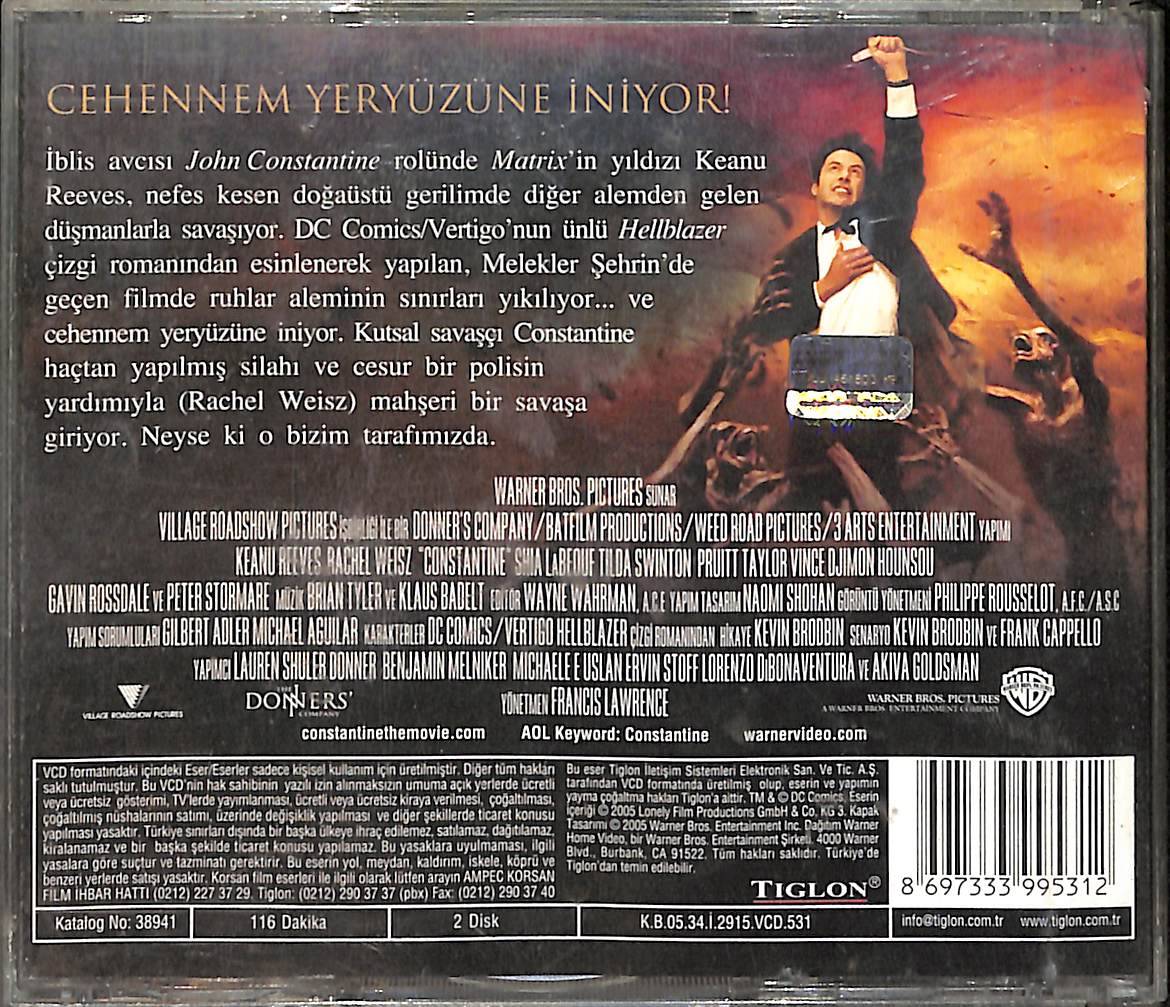 CEHENNEM YERYÜZÜNE İNİYOR!
İblis avcısı John Constantine rolünde Matrix'in yıldızı Keanu
Reeves, nefes kesen doğaüstü gerilimde diğer alemden gelen
düşmanlarla savaşıyor. DC Comics/Vertigo'nun ünlü Hellblazer
çizgi romanından esinlenerek yapılan, Melekler Şehrin'de
geçen filmde ruhlar aleminin sınırları yıkılıyor... ve
cehennem yeryüzüne iniyor. Kutsal savaşçı Constantine
haçtan yapılmış silahı ve cesur bir polisin
yardımıyla (Rachel Weisz) mahşeri bir savaşa
giriyor. Neyse ki o bizim tarafımızda.
WARNER BROS. PICTURES SUNAR
VILLAGE ROADSHOW PICTURES İŞBİRLİĞİ İLE BİR DONNER'S COMPANY/BATFILM PRODUCTIONS/WEED ROAD PICTURES/3 ARTS ENTERTAINMENT YAPIMI
KEANU REEVES RACHEL WEISZ "CONSTANTINE" SHIA LaBEOUF TILDA SWINTON PRUITT TAYLOR VINCE DJIMON HOUNSOU
GAVIN ROSSDALE VE PETER STORMARE MÜZİK BRIAN TYLER VE KLAUS BADELT EDİTÖR WAYNE WAHRMAN, A.C.E YAPIM TASARIM NAOMI SHOHAN GÖRÜNTÜ YÖNETMENİ PHILIPPE ROUSSELOT, A.F.C./A.S.C
YAPIM SORUMLULARI GILBERT ADLER MICHAEL AGUILAR KARAKTERLER DC COMICS/VERTIGO HELLBLAZER ÇİZGİ ROMANINDAN HİKAYE KEVIN BRODBIN SENARYO KEVIN BRODBIN VE FRANK CAPPELLO
YAPIMCI LAUREN SHULER DONNER BENJAMIN MELNIKER MICHAEL E USLAN ERVIN STOFF LORENZO DiBONAVENTURA VE AKIVA GOLDSMAN
VILLAGE ROADSHOW PICTURES
THE DONNERS' COMPANY
YÖNETMEN FRANCIS LAWRENCE
WARNER BROS. PICTURES
A WARNER BROS. ENTERTAINMENT COMPANY
constantinethemovie.com AOL Keyword: Constantine warnervideo.com
VCD formatındaki içindeki Eser/Eserler sadece kişisel kullanım için üretilmiştir. Diğer tüm hakları
saklı tutulmuştur. Bu VCD'nin hak sahibinin yazılı izin alınmaksızın umuma açık yerlerde ücretli
veya ücretsiz gösterimi, TV'lerde yayımlanması, ücretli veya ücretsiz kiraya verilmesi, çoğaltılması,
çoğaltılmış nüshalarının satımı, üzerinde değişiklik yapılması ve diğer şekillerde ticaret konusu
yapılması yasaktır. Türkiye sınırları dışında bir başka ülkeye ihraç edilemez, satılamaz, dağıtılamaz,
kiralanamaz ve bir başka şekilde ticaret konusu yapılamaz. Bu yasaklara uyulmaması, ilgili
yasalara göre suçtur ve tazminatı gerektirir. Bu eserin yol, meydan, kaldırım, iskele, köprü ve
benzeri yerlerde satışı yasaktır. Korsan film eserleri ile ilgili olarak lütfen arayın AMPEC KORSAN
FİLM İHBAR HATTI (0212) 227 37 29. Tiglon: (0212) 290 37 37 (pbx) Fax: (0212) 290 37 40
Bu eser Tiglon İletişim Sistemleri Elektronik San. Ve Tic. A.Ş.
tarafından VCD formatında üretilmiş olup, eserin ve yapımın
yayma çoğaltma hakları Tiglon'a aittir. TM & © DC Comics. Eserin
İçeriği © 2005 Lonely Film Productions GmbH & Co. KG 3. Kapak
Tasarımı © 2005 Warner Bros. Entertainment Inc. Dağıtım Warner
Home Video, bir Warner Bros. Entertainment Şirketi. 4000 Warner
Blvd., Burbank, CA 91522. Tüm hakları saklıdır. Türkiye'de
Tiglon'dan temin edilebilir.
TIGLON®
8 697333 995312
Katalog No: 38941 116 Dakika 2 Disk K.B.05.34.İ.2915.VCD.531 info@tiglon.com.tr www.tiglon.com.tr